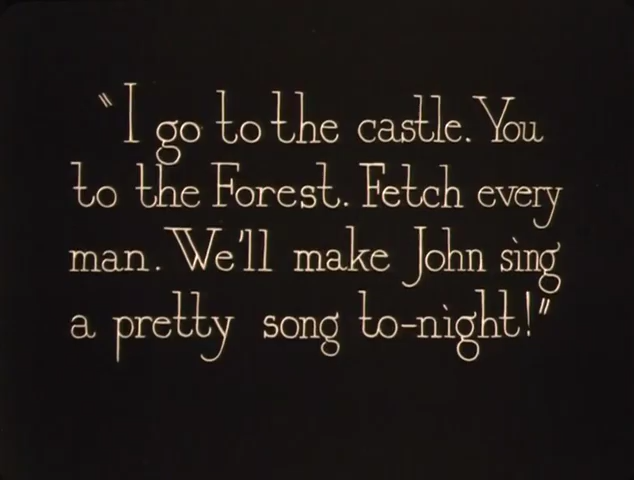 "I go to the castle. You
to the Forest. Fetch every
man. We'll make John sing
a pretty song to-night!"